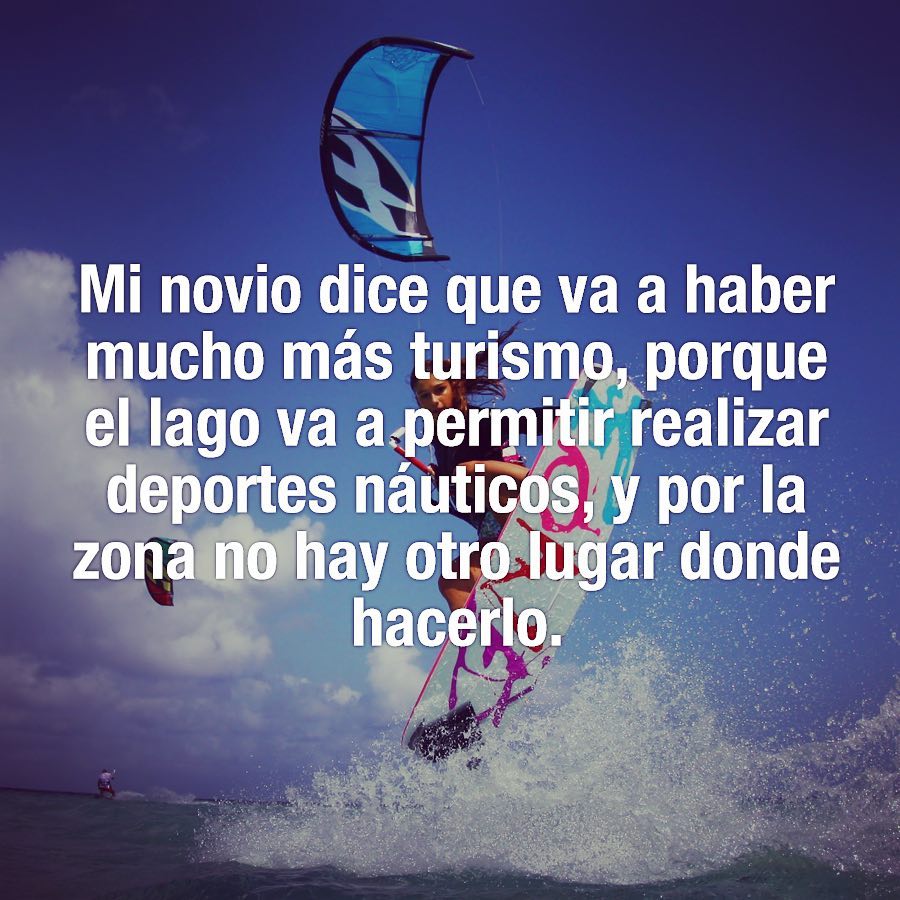 Mi novio dice que va a haber
mucho más turismo, porque
el lago va a permitir realizar
deportes náuticos, y por la
zona no hay otro lugar donde
hacerlo.